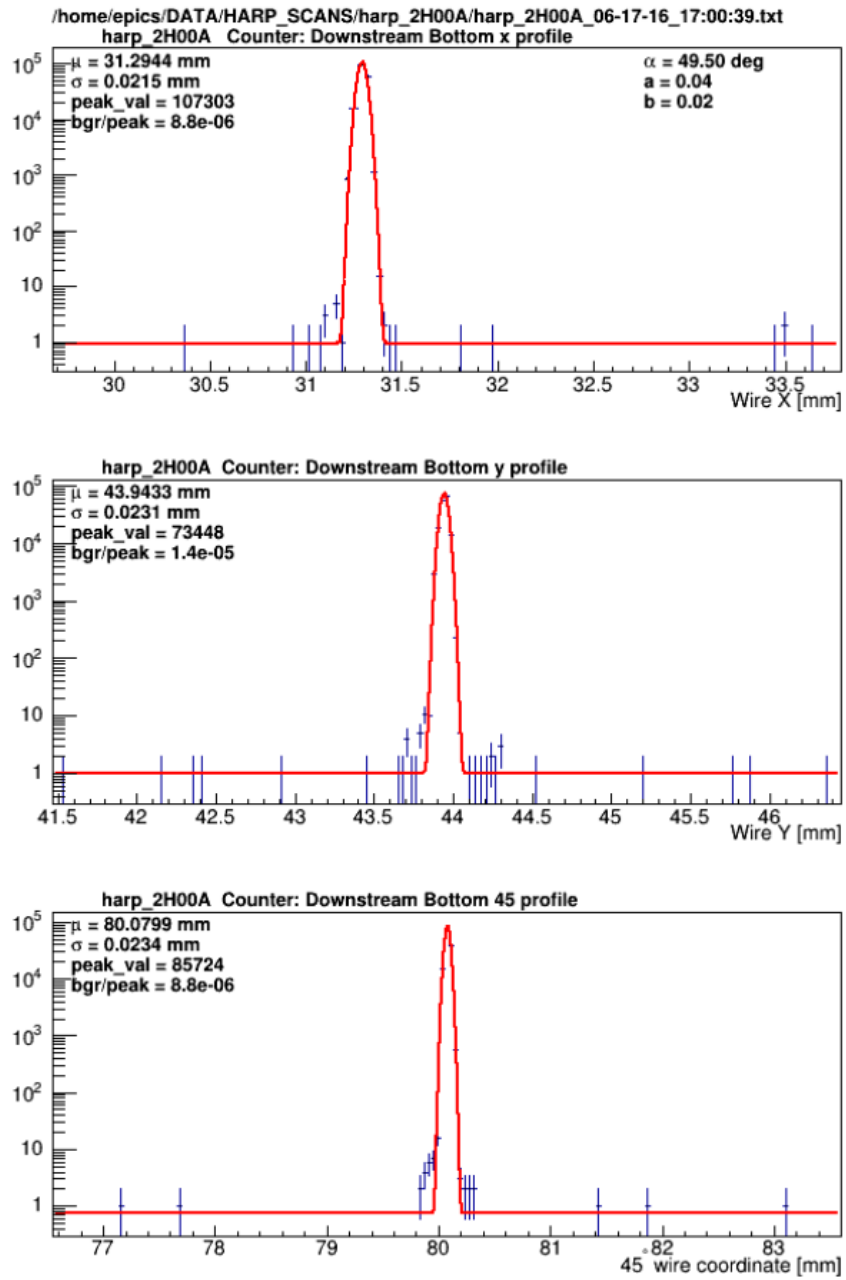 /home/epics/DATA/HARP_SCANS/harp_2H00A/harp_2H00A_06-17-16_17:00:39.txt
harp_2H00A Counter: Downstream Bottom x profile
μ = 31.2944 mm
σ = 0.0215 mm
peak_val = 107303
bgr/peak = 8.8e-06
α = 49.50 deg
a = 0.04
b = 0.02
10⁵
10⁴
10³
10²
10
1
30 30.5 31 31.5 32 32.5 33 33.5
Wire X [mm]
harp_2H00A Counter: Downstream Bottom y profile
μ = 43.9433 mm
σ = 0.0231 mm
peak_val = 73448
bgr/peak = 1.4e-05
10⁵
10⁴
10³
10²
10
1
41.5 42 42.5 43 43.5 44 44.5 45 45.5 46
Wire Y [mm]
harp_2H00A Counter: Downstream Bottom 45 profile
μ = 80.0799 mm
σ = 0.0234 mm
peak_val = 85724
bgr/peak = 8.8e-06
10⁵
10⁴
10³
10²
10
1
77 78 79 80 81 82 83
45° wire coordinate [mm]